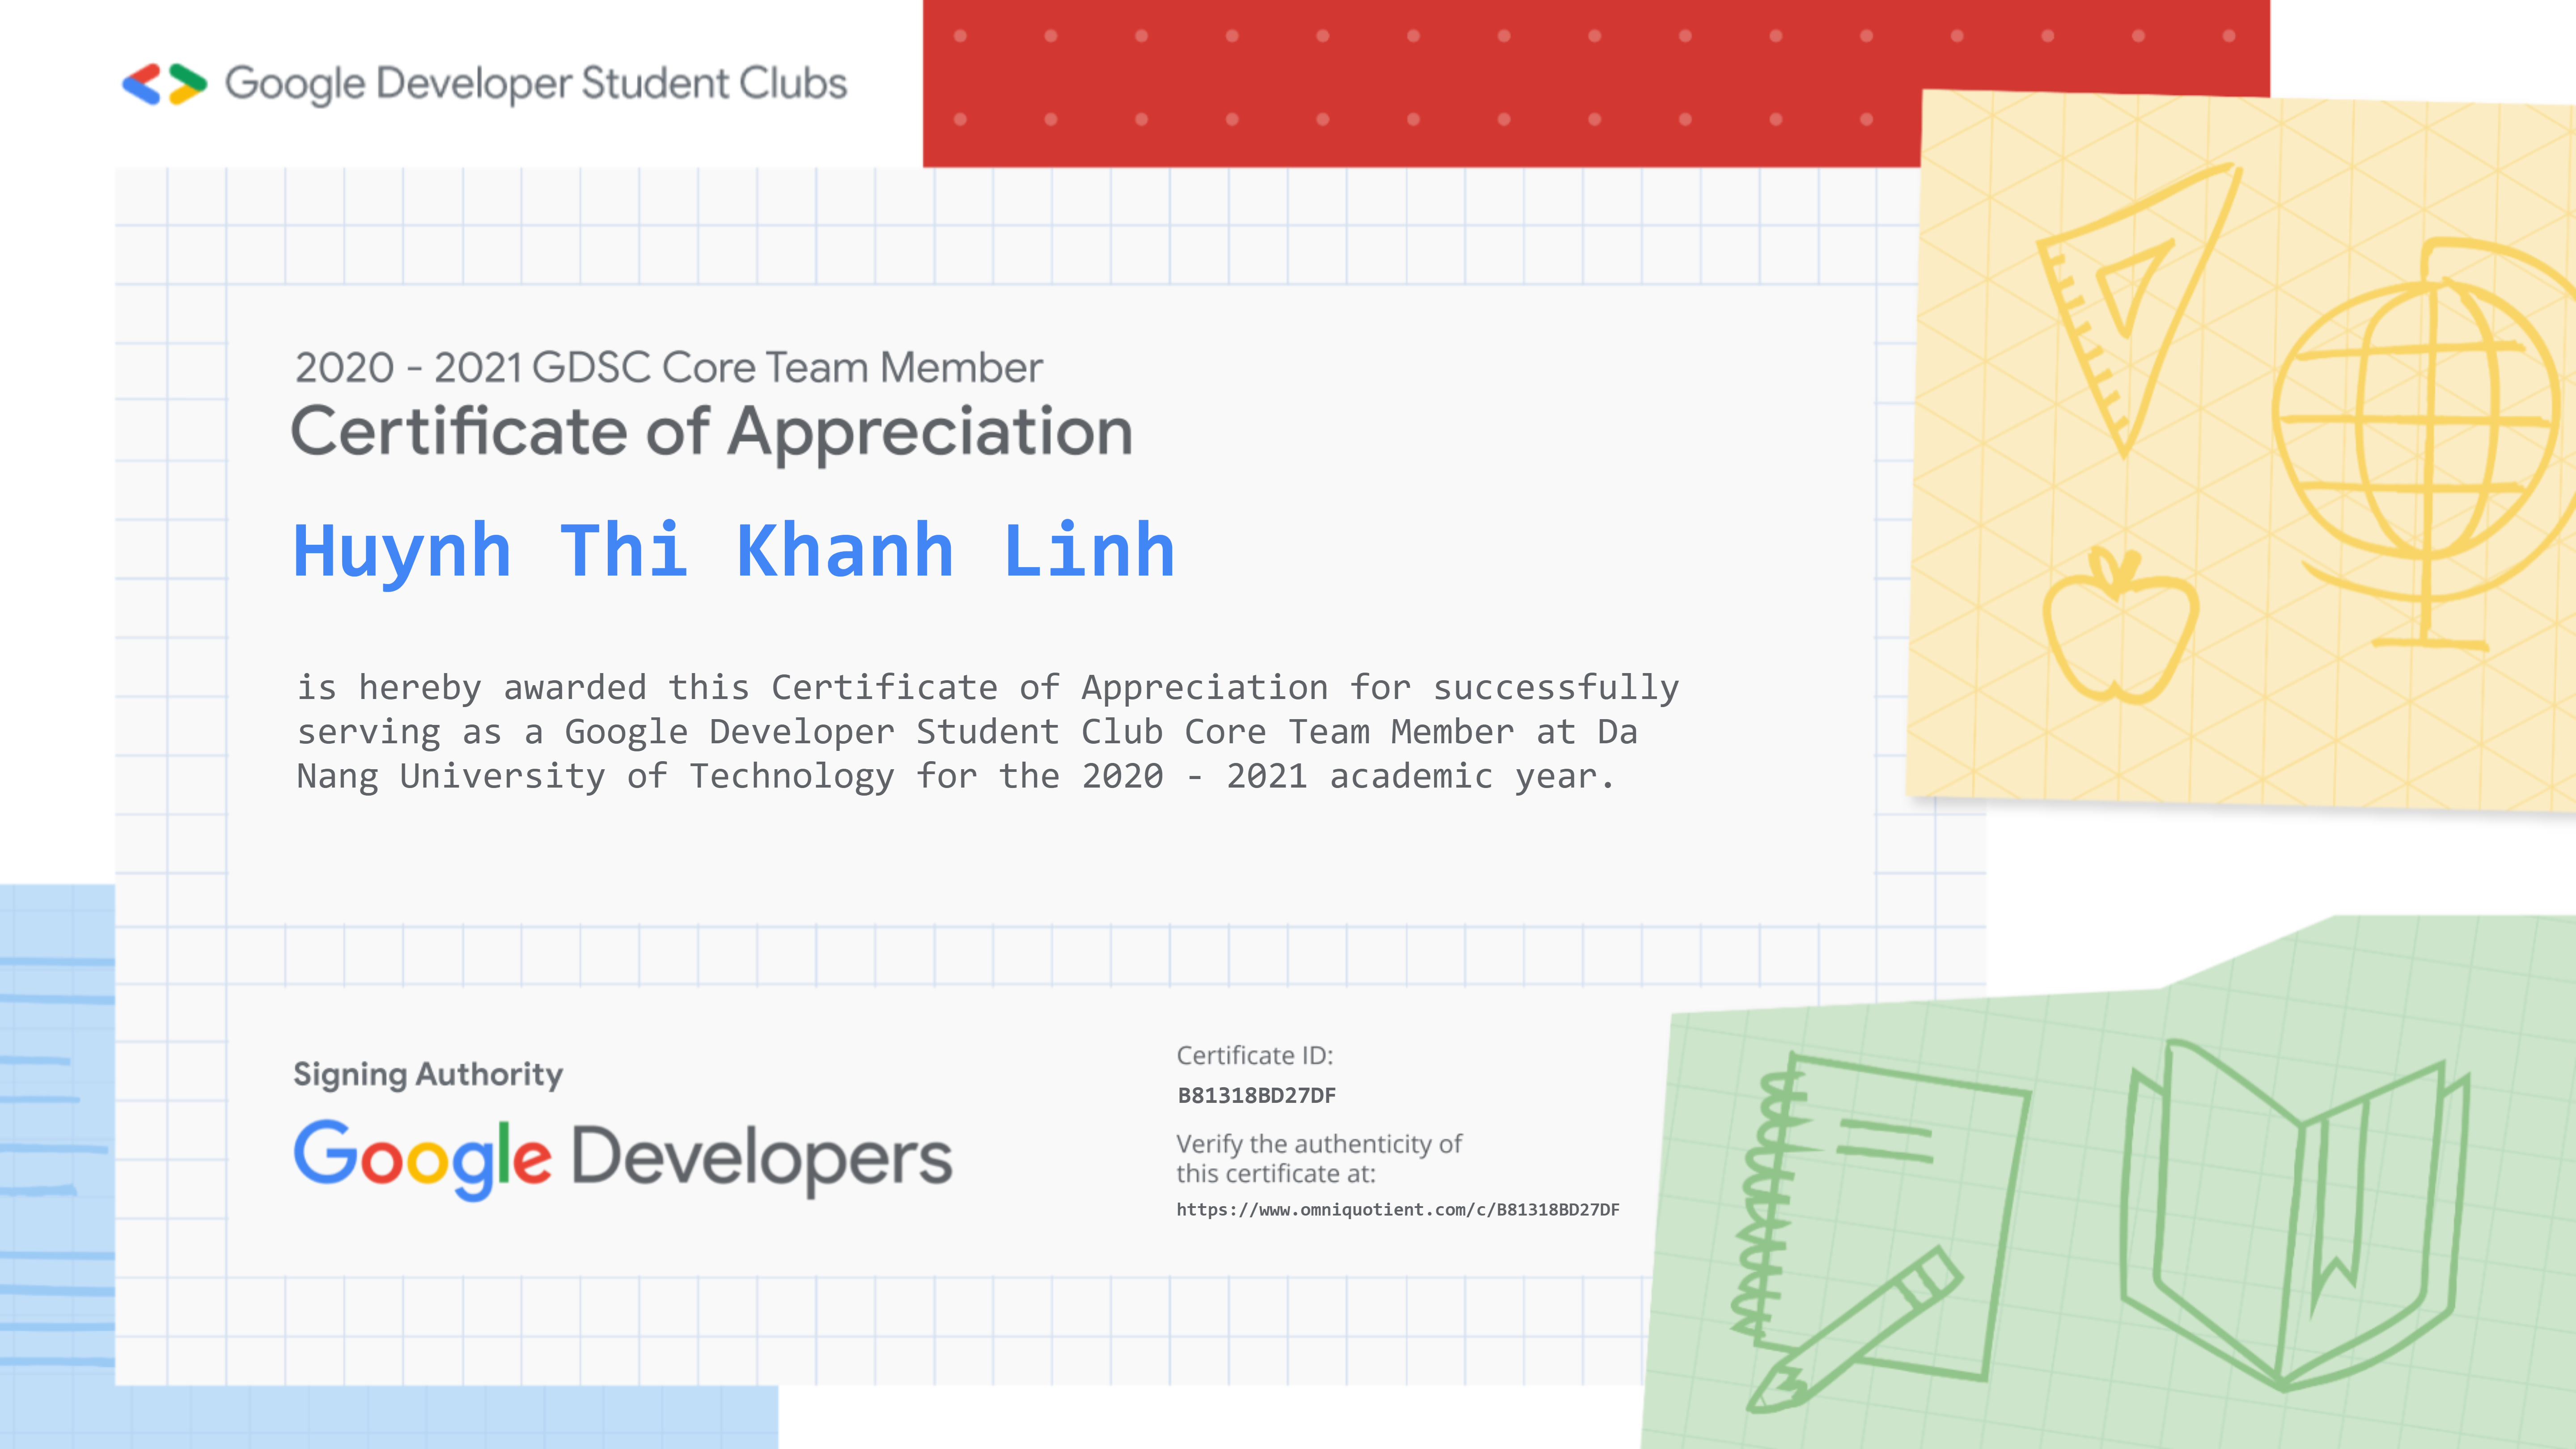 Google Developer Student Clubs
2020 - 2021 GDSC Core Team Member
Certificate of Appreciation
Huynh Thi Khanh Linh
is hereby awarded this Certificate of Appreciation for successfully
serving as a Google Developer Student Club Core Team Member at Da
Nang University of Technology for the 2020 - 2021 academic year.
Signing Authority
Google Developers
Certificate ID:
B81318BD27DF
Verify the authenticity of
this certificate at:
https://www.omniquotient.com/c/B81318BD27DF